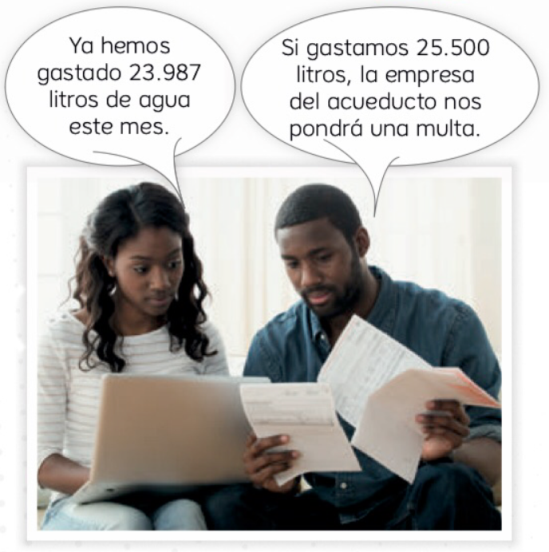 Ya hemos
gastado 23.987
litros de agua
este mes.
Si gastamos 25.500
litros, la empresa
del acueducto nos
pondrá una multa.